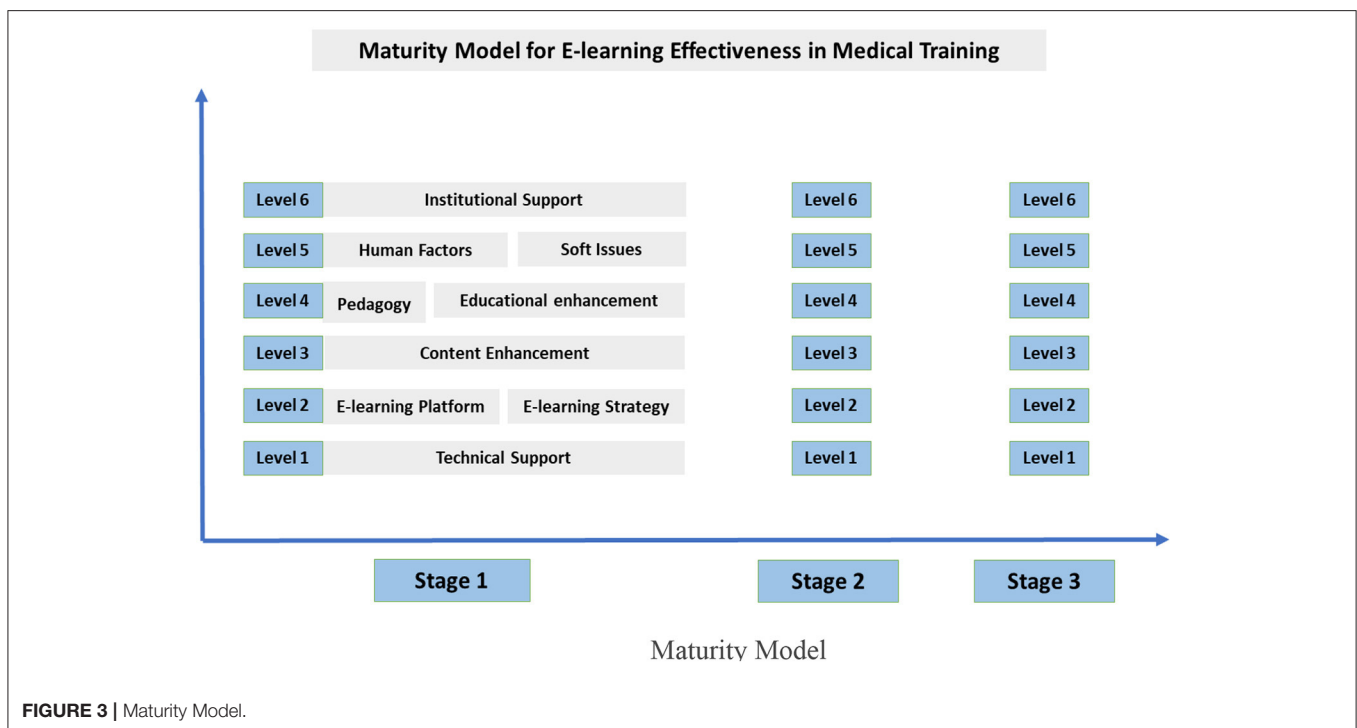 Maturity Model for E-learning Effectiveness in Medical Training
Level 6 Institutional Support Level 6 Level 6
Level 5 Human Factors Soft Issues Level 5 Level 5
Level 4 Pedagogy Educational enhancement Level 4 Level 4
Level 3 Content Enhancement Level 3 Level 3
Level 2 E-learning Platform E-learning Strategy Level 2 Level 2
Level 1 Technical Support Level 1 Level 1
Stage 1 Stage 2 Stage 3
Maturity Model
FIGURE 3 | Maturity Model.